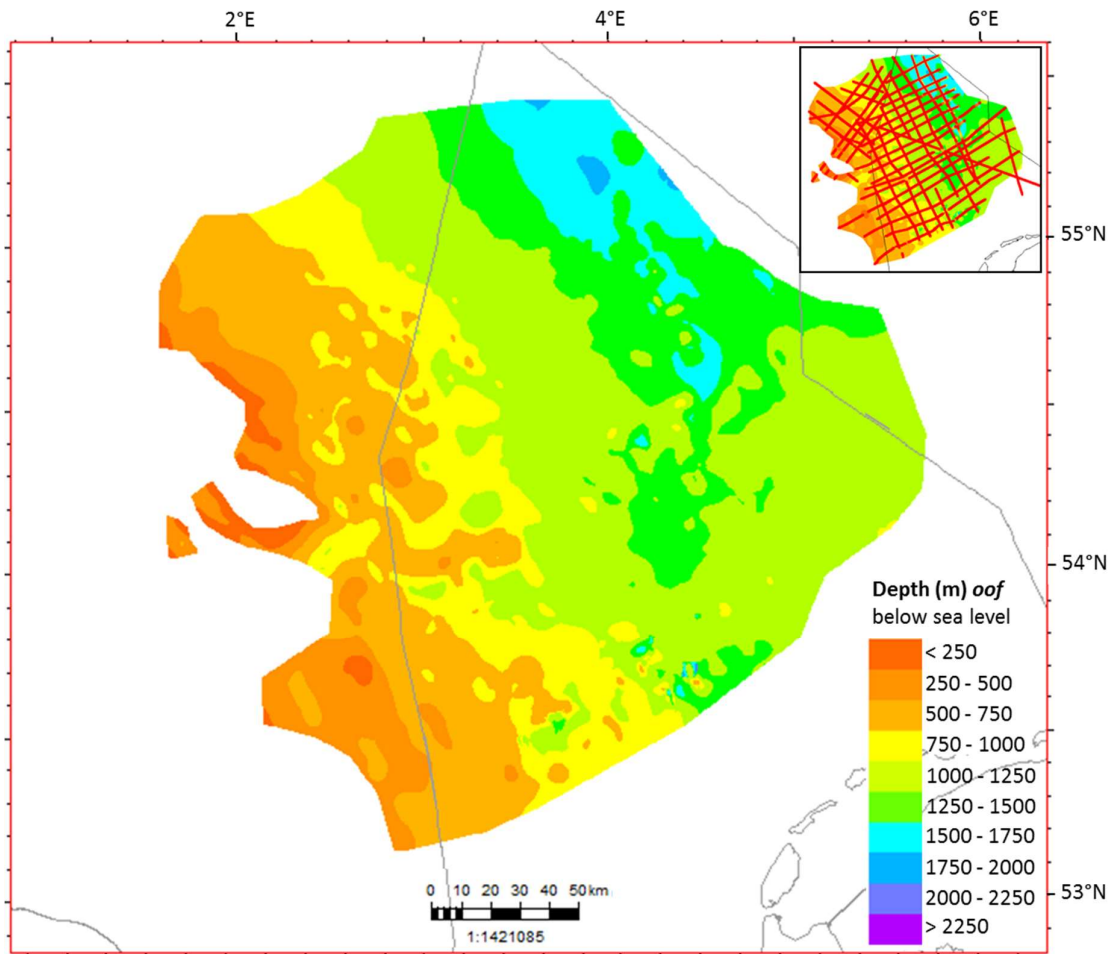 2°E 4°E 6°E
55°N
54°N
53°N
Depth (m) oof
below sea level
< 250
250 - 500
500 - 750
750 - 1000
1000 - 1250
1250 - 1500
1500 - 1750
1750 - 2000
2000 - 2250
> 2250
0 10 20 30 40 50 km
1:1421085